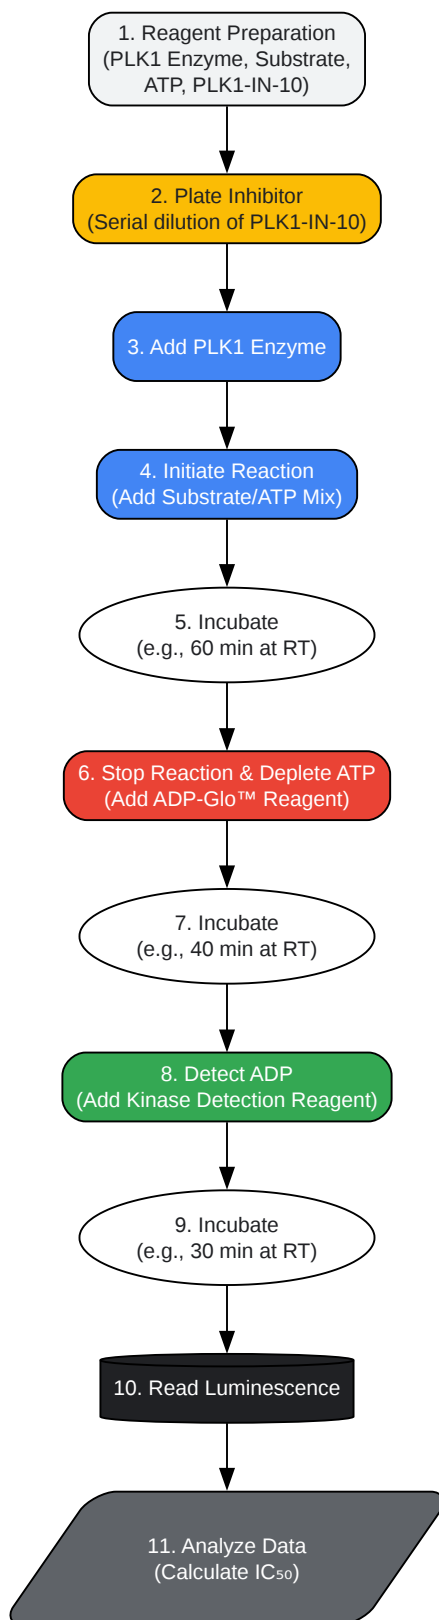 1. Reagent Preparation
(PLK1 Enzyme, Substrate,
ATP, PLK1-IN-10)
2. Plate Inhibitor
(Serial dilution of PLK1-IN-10)
3. Add PLK1 Enzyme
4. Initiate Reaction
(Add Substrate/ATP Mix)
5. Incubate
(e.g., 60 min at RT)
6. Stop Reaction & Deplete ATP
(Add ADP-Glo™ Reagent)
7. Incubate
(e.g., 40 min at RT)
8. Detect ADP
(Add Kinase Detection Reagent)
9. Incubate
(e.g., 30 min at RT)
10. Read Luminescence
11. Analyze Data
(Calculate IC₅₀)